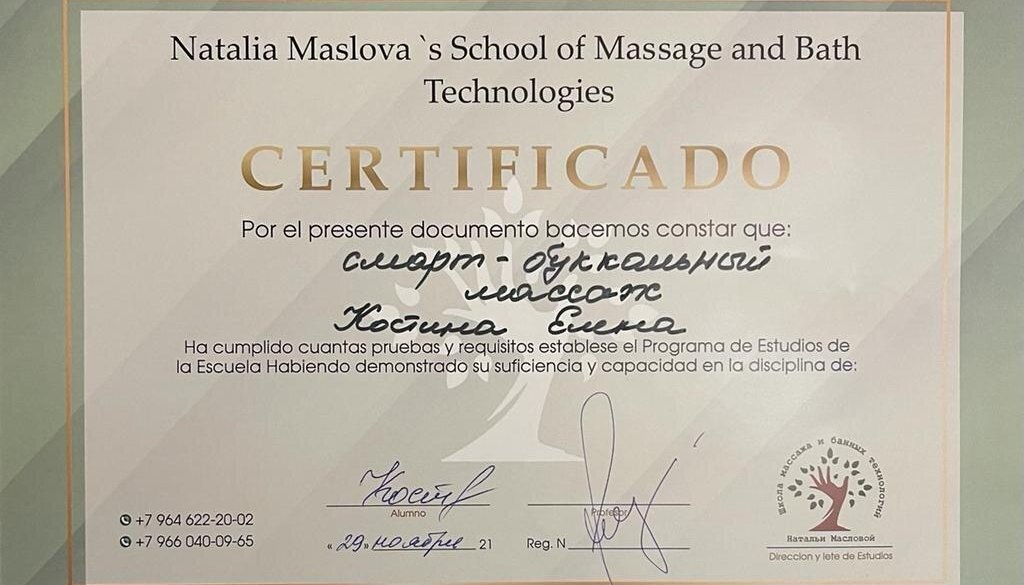 Natalia Maslova `s School of Massage and Bath
Technologies
CERTIFICADO
Por el presente documento bacemos constar que:
смарт - буккальный
массаж
Костина Елена
Ha cumplido cuantas pruebas y requisitos establese el Programa de Estudios de
la Escuela Habiendo demonstrado su suficiencia y capacidad en la disciplina de:
Alumno
Profesor
+7 964 622-20-02
+7 966 040-09-65
«29» ноября 21
Reg. N
Школа массажа и банных технологий
Натальи Масловой
Direccion y Iete de Estudios